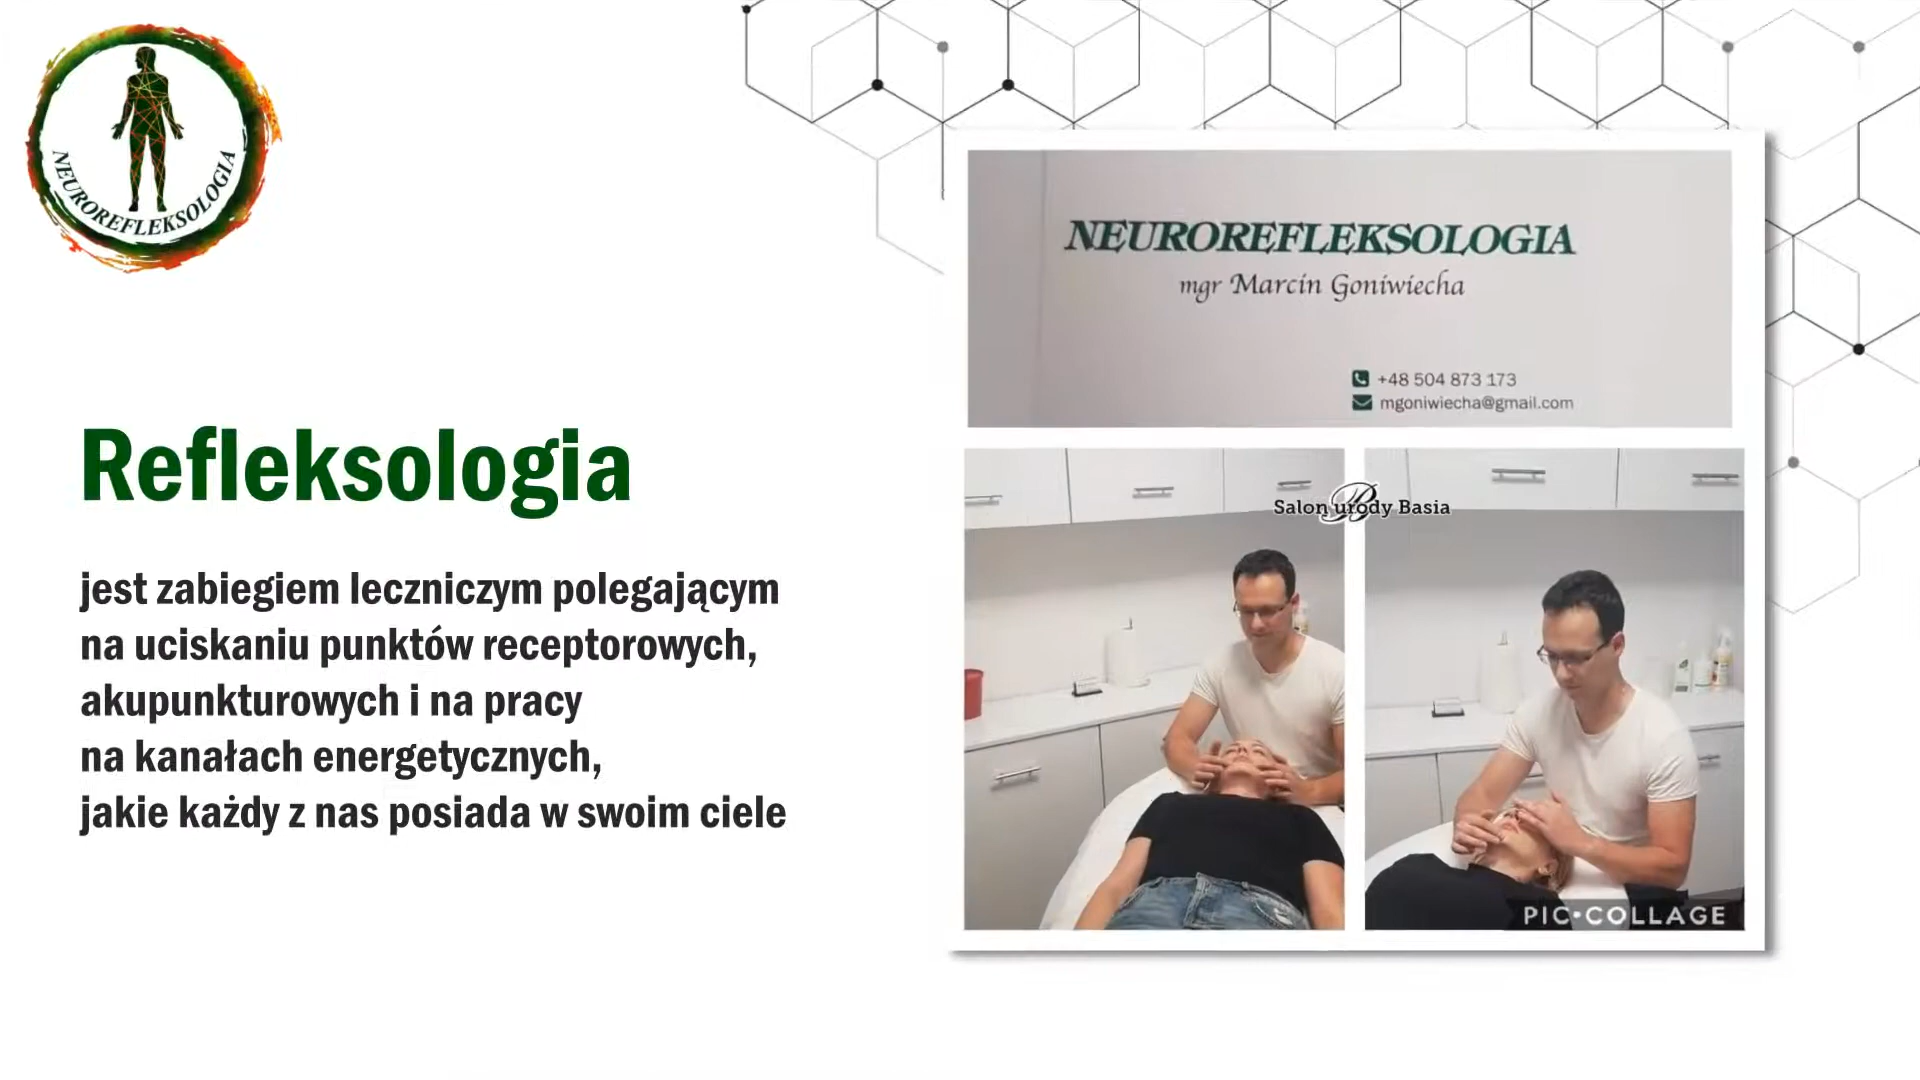 NEUROREFLEKSOLOGIA
Refleksologia
jest zabiegiem leczniczym polegającym
na uciskaniu punktów receptorowych,
akupunkturowych i na pracy
na kanałach energetycznych,
jakie każdy z nas posiada w swoim ciele
NEUROREFLEKSOLOGIA
mgr Marcin Goniwiecha
+48 504 873 173
mgoniwiecha@gmail.com
B
Salon urody Basia
PIC•COLLAGE